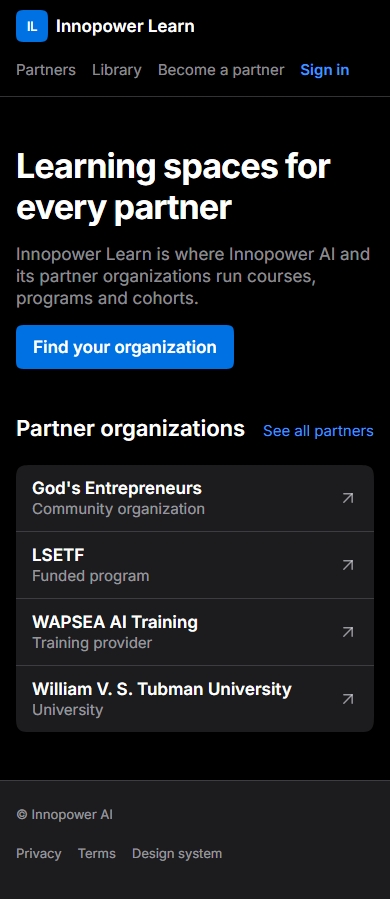 IL Innopower Learn
Partners Library Become a partner Sign in
Learning spaces for
every partner
Innopower Learn is where Innopower AI and
its partner organizations run courses,
programs and cohorts.
Find your organization
Partner organizations See all partners
God's Entrepreneurs
Community organization
LSETF
Funded program
WAPSEA AI Training
Training provider
William V. S. Tubman University
University
© Innopower AI
Privacy Terms Design system